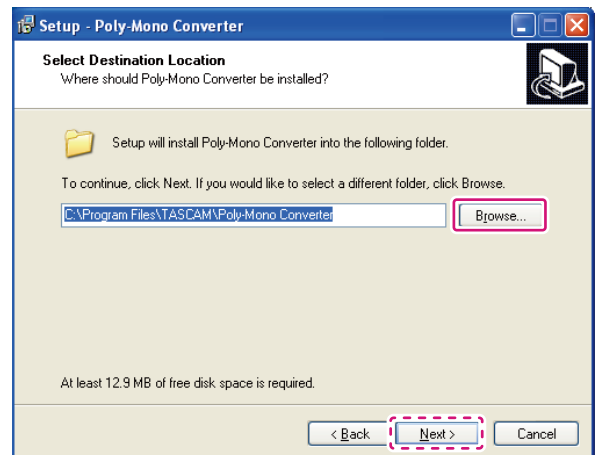 Setup - Poly-Mono Converter
Select Destination Location
Where should Poly-Mono Converter be installed?
Setup will install Poly-Mono Converter into the following folder.
To continue, click Next. If you would like to select a different folder, click Browse.
C:\Program Files\TASCAM\Poly-Mono Converter
Browse...
At least 12.9 MB of free disk space is required.
< Back Next > Cancel